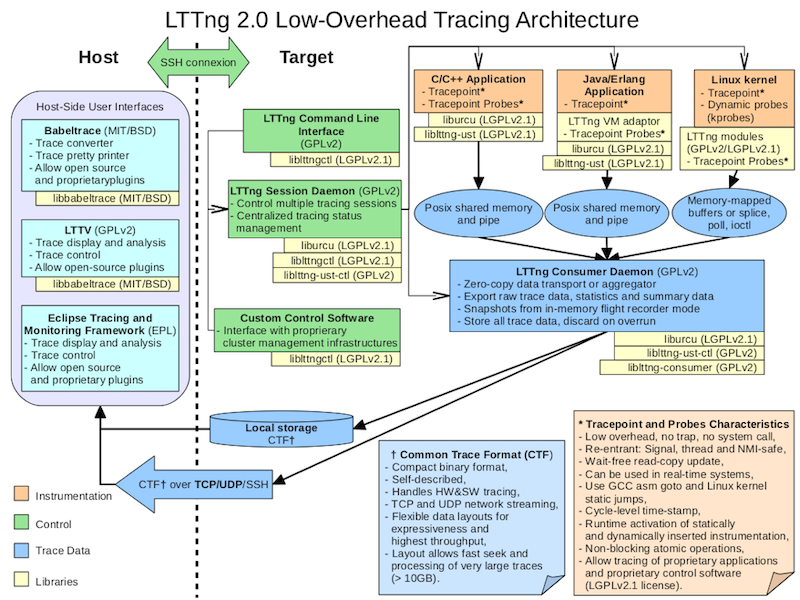 LTTng 2.0 Low-Overhead Tracing Architecture
Host
SSH connexion
Target
Host-Side User Interfaces
Babeltrace (MIT/BSD)
- Trace converter
- Trace pretty printer
- Allow open source
and proprietaryplugins
libbabeltrace (MIT/BSD)
LTTV (GPLv2)
- Trace display and analysis
- Trace control
- Allow open-source plugins
libbabeltrace (MIT/BSD)
Eclipse Tracing and
Monitoring Framework (EPL)
- Trace display and analysis
- Trace control
- Allow open source
and proprietary plugins
LTTng Command Line
Interface
(GPLv2)
liblttngctl (LGPLv2.1)
LTTng Session Daemon (GPLv2)
- Control multiple tracing sessions
- Centralized tracing status
management
liburcu (LGPLv2.1)
liblttngctl (LGPLv2.1)
liblttng-ust-ctl (GPLv2)
Custom Control Software
- Interface with proprierary
cluster management infrastructures
liblttngctl (LGPLv2.1)
C/C++ Application
- Tracepoint*
- Tracepoint Probes*
liburcu (LGPLv2.1)
liblttng-ust (LGPLv2.1)
Java/Erlang
Application
- Tracepoint*
LTTng VM adaptor
- Tracepoint Probes*
liburcu (LGPLv2.1)
liblttng-ust (LGPLv2.1)
Linux kernel
- Tracepoint*
- Dynamic probes
(kprobes)
LTTng modules
(GPLv2/LGPLv2.1)
- Tracepoint Probes*
Posix shared memory
and pipe
Posix shared memory
and pipe
Memory-mapped
buffers or splice,
poll, ioctl
LTTng Consumer Daemon (GPLv2)
- Zero-copy data transport or aggregator
- Export raw trace data, statistics and summary data
- Snapshots from in-memory flight recorder mode
- Store all trace data, discard on overrun
liburcu (LGPLv2.1)
liblttng-ust-ctl (GPLv2)
liblttng-consumer (GPLv2)
Local storage
CTF†
CTF† over TCP/UDP/SSH
Instrumentation
Control
Trace Data
Libraries
† Common Trace Format (CTF)
- Compact binary format,
- Self-described,
- Handles HW&SW tracing,
- TCP and UDP network streaming,
- Flexible data layouts for
expressiveness and
highest throughput,
- Layout allows fast seek and
processing of very large traces
(> 10GB).
* Tracepoint and Probes Characteristics
- Low overhead, no trap, no system call,
- Re-entrant: Signal, thread and NMI-safe,
- Wait-free read-copy update,
- Can be used in real-time systems,
- Use GCC asm goto and Linux kernel
static jumps,
- Cycle-level time-stamp,
- Runtime activation of statically
and dynamically inserted instrumentation,
- Non-blocking atomic operations,
- Allow tracing of proprietary applications
and proprietary control software
(LGPLv2.1 license).